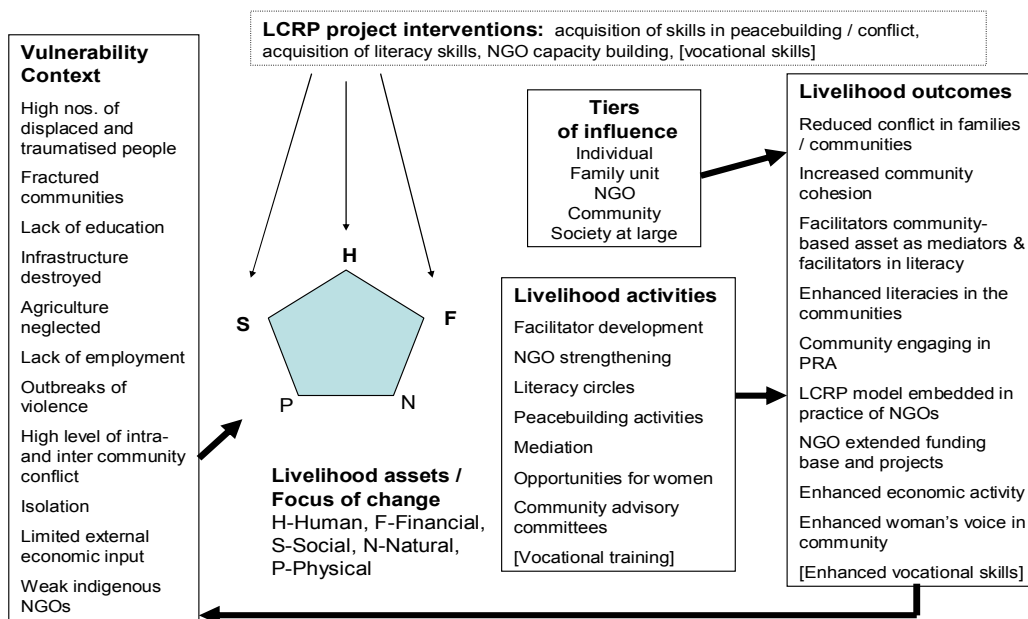 LCRP project interventions: acquisition of skills in peacebuilding / conflict,
acquisition of literacy skills, NGO capacity building, [vocational skills]
Vulnerability
Context
High nos. of
displaced and
traumatised people
Fractured
communities
Lack of education
Infrastructure
destroyed
Agriculture
neglected
Lack of employment
Outbreaks of
violence
High level of intra-
and inter community
conflict
Isolation
Limited external
economic input
Weak indigenous
NGOs
H
S
F
P
N
Livelihood assets /
Focus of change
H-Human, F-Financial,
S-Social, N-Natural,
P-Physical
Tiers
of influence
Individual
Family unit
NGO
Community
Society at large
Livelihood activities
Facilitator development
NGO strengthening
Literacy circles
Peacebuilding activities
Mediation
Opportunities for women
Community advisory
committees
[Vocational training]
Livelihood outcomes
Reduced conflict in families
/ communities
Increased community
cohesion
Facilitators community-
based asset as mediators &
facilitators in literacy
Enhanced literacies in the
communities
Community engaging in
PRA
LCRP model embedded in
practice of NGOs
NGO extended funding
base and projects
Enhanced economic activity
Enhanced woman's voice in
community
[Enhanced vocational skills]